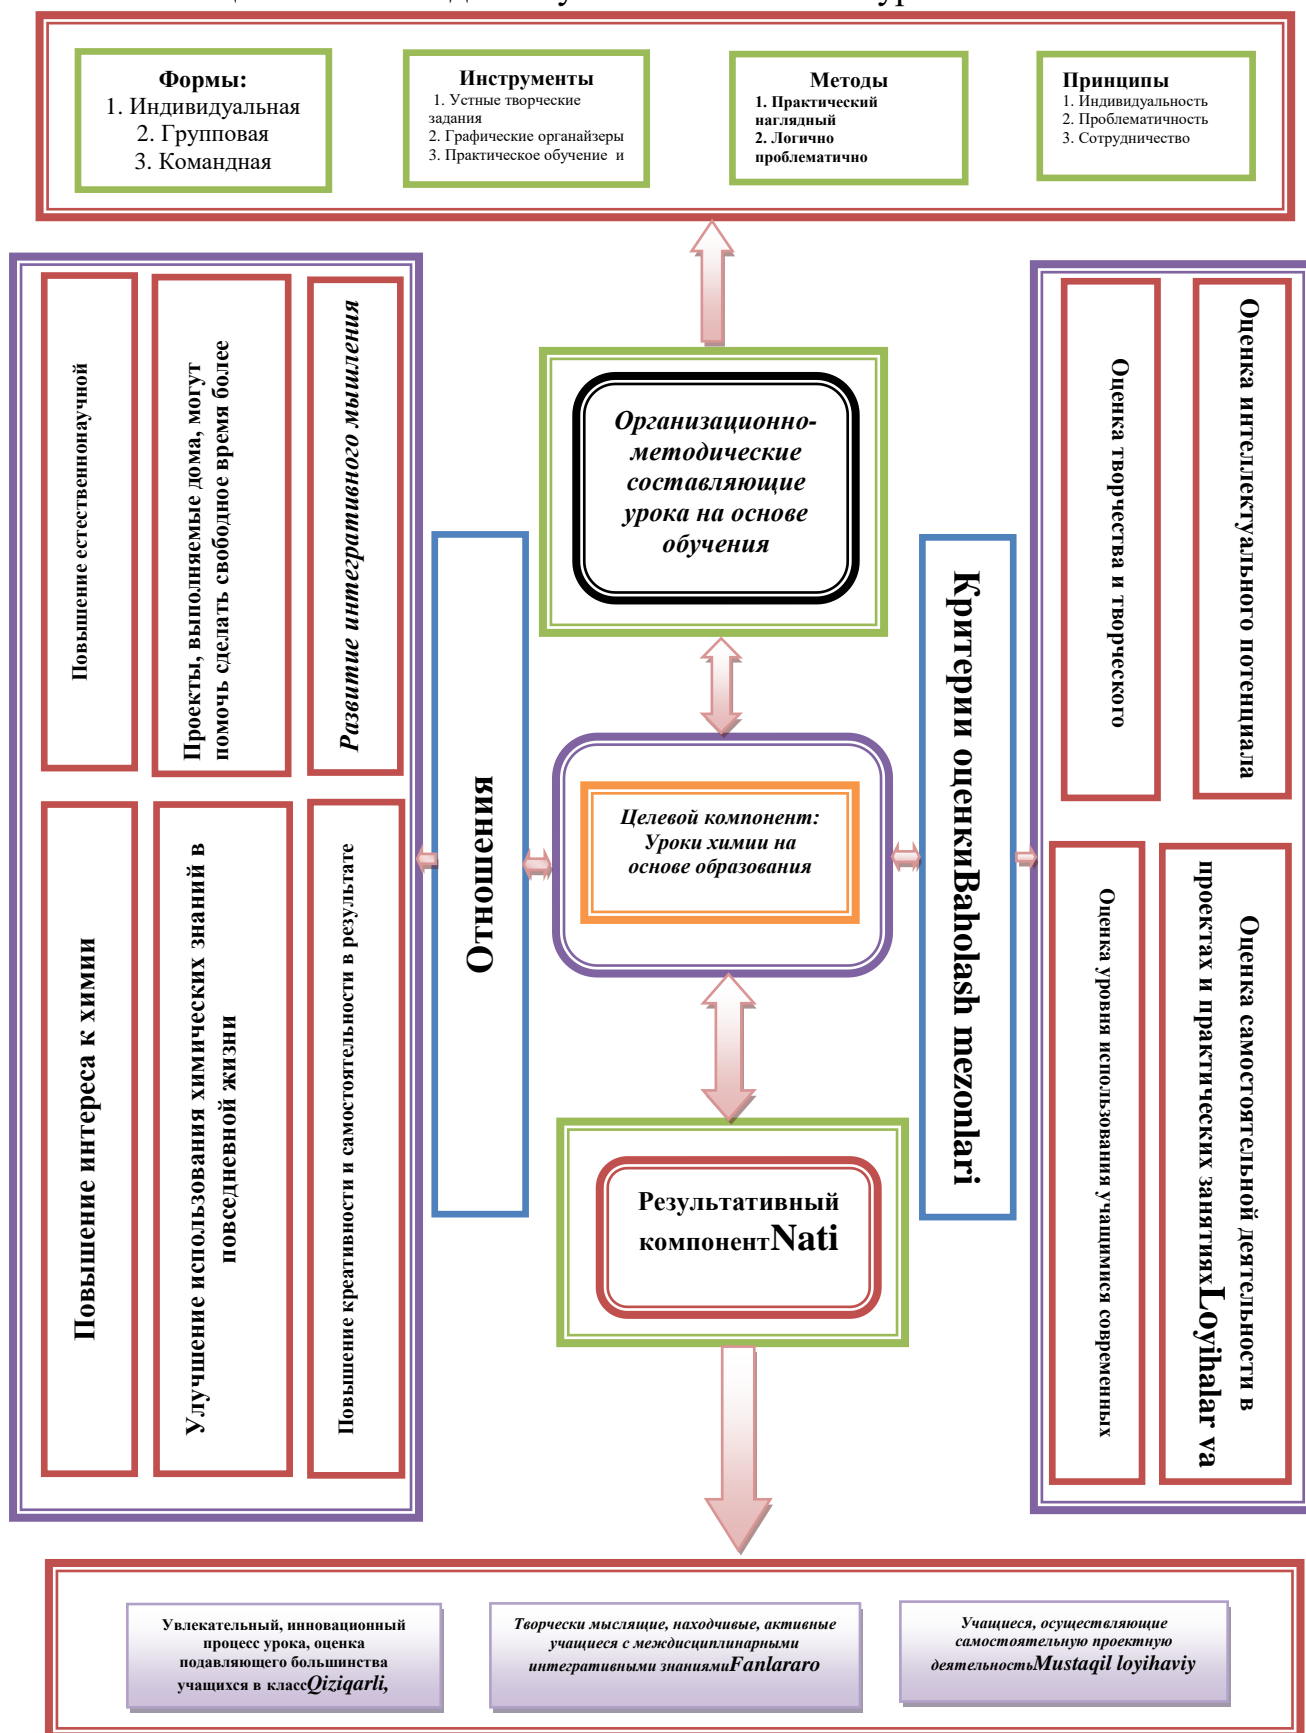 Формы:
1. Индивидуальная
2. Групповая
3. Командная
Инструменты
1. Устные творческие
задания
2. Графические органайзеры
3. Практическое обучение и
Методы
1. Практический
наглядный
2. Логично
проблематично
Принципы
1. Индивидуальность
2. Проблематичность
3. Сотрудничество
Повышение естественнонаучной
Проекты, выполняемые дома, могут
помочь сделать свободное время более
Развитие интегративного мышления
Повышение интереса к химии
Улучшение использования химических знаний в
повседневной жизни
Повышение креативности и самостоятельности в результате
Отношения
Организационно-
методические
составляющие
урока на основе
обучения
Целевой компонент:
Уроки химии на
основе образования
Результативный
компонентNati
Критерии оценкиBaholash mezonlari
Оценка творчества и творческого
Оценка интеллектуального потенциала
Оценка уровня использования учащимися современных
Оценка самостоятельной деятельности в
проектах и практических занятияхLoyihalar va
Увлекательный, инновационный
процесс урока, оценка
подавляющего большинства
учащихся в классQiziqarli,
Творчески мыслящие, находчивые, активные
учащиеся с междисциплинарными
интегративными знаниямиFanlararo
Учащиеся, осуществляющие
самостоятельную проектную
деятельностьMustaqil loyihaviy